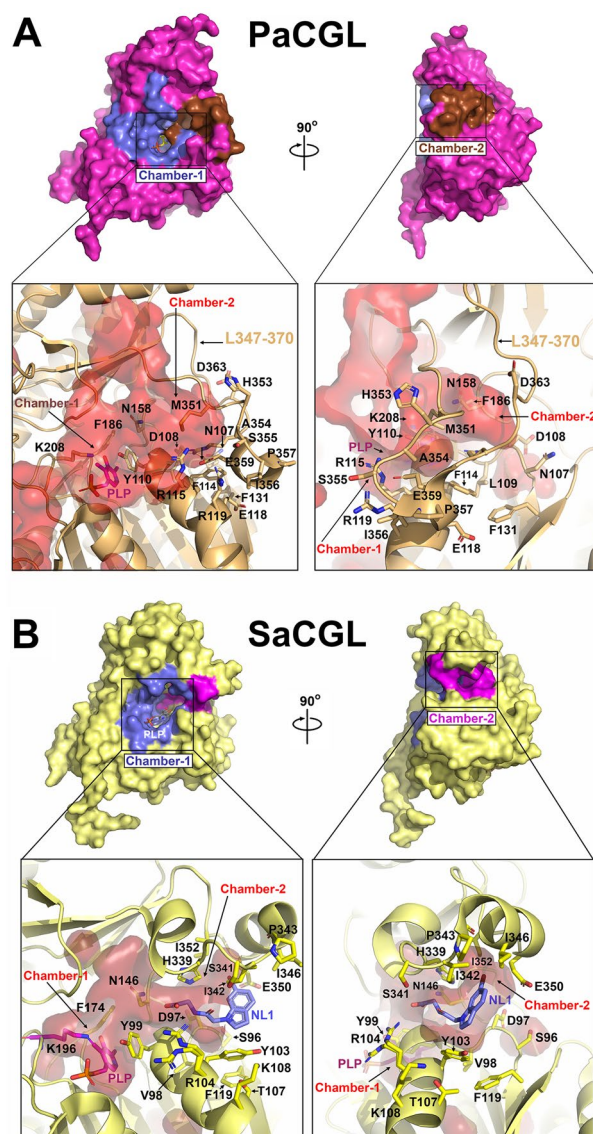 A
PaCGL
Chamber-1
90°
Chamber-2
Chamber-2
L347-370
D363
H353
Chamber-1
N158
M351
F186
D108
N107
A354
S355
K208
P357
E359
PLP
Y110
F114
I356
R115
F131
R119
E118
L347-370
N158
D363
H353
F186
K208
Chamber-2
Y110
M351
PLP
D108
R115
A354
F114
N107
S355
L109
E359
R119
P357
F131
I356
Chamber-1
E118
B
SaCGL
PLP
Chamber-1
90°
Chamber-2
Chamber-2
P343
I352
H339
Chamber-1
S341
I346
N146
I342
E350
F174
NL1
D97
Y99
S96
K196
Y103
PLP
K108
R104
V98
F119
T107
P343
I346
H339
I352
I342
E350
S341
N146
NL1
Chamber-2
Y99
D97
R104
S96
PLP
Y103
V98
Chamber-1
T107
F119
K108